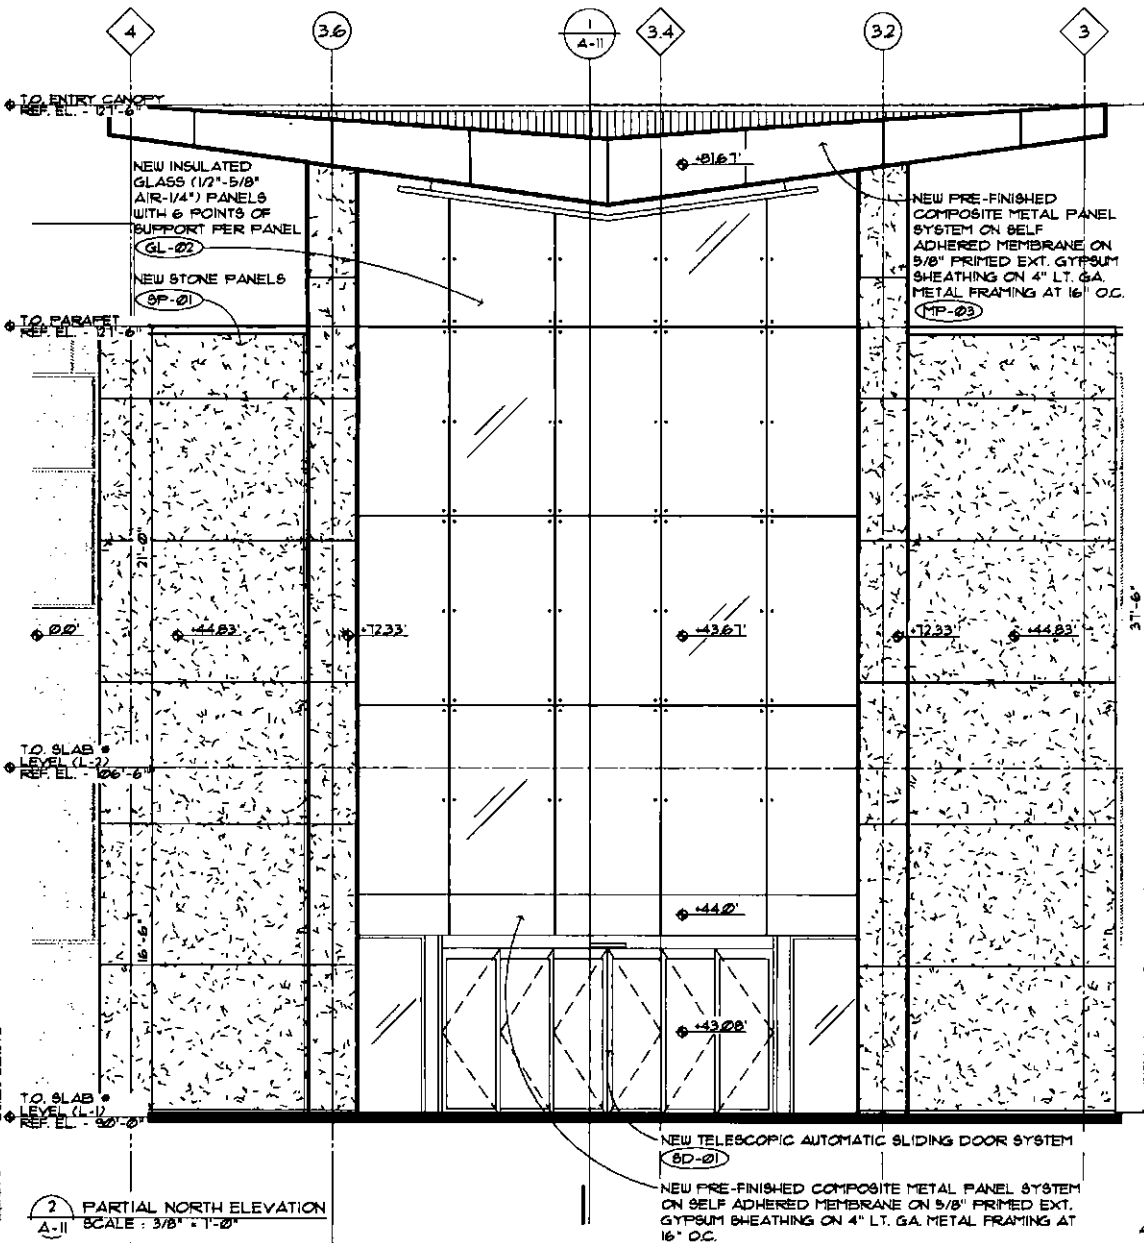 4
3.6
1
A-11
3.4
3.2
3
T.O. ENTRY CANOPY
REF. EL. - 127'-6"
+81.67'
NEW INSULATED
GLASS (1/2"-5/8"
AIR-1/4") PANELS
WITH 6 POINTS OF
SUPPORT PER PANEL
GL-02
NEW STONE PANELS
SP-01
NEW PRE-FINISHED
COMPOSITE METAL PANEL
SYSTEM ON SELF
ADHERED MEMBRANE ON
5/8" PRIMED EXT. GYPSUM
SHEATHING ON 4" LT. GA.
METAL FRAMING AT 16" O.C.
MP-03
T.O. PARAPET
REF. EL. - 127'-6"
21'-0"
37'-6"
0.0'
+44.83'
+72.33'
+43.67'
+72.33'
+44.83'
T.O. SLAB @
LEVEL (L-2)
REF. EL. - 106'-6"
16'-6"
+44.0'
+43.08'
T.O. SLAB @
LEVEL (L-1)
REF. EL. - 90'-0"
NEW TELESCOPIC AUTOMATIC SLIDING DOOR SYSTEM
SD-01
NEW PRE-FINISHED COMPOSITE METAL PANEL SYSTEM
ON SELF ADHERED MEMBRANE ON 5/8" PRIMED EXT.
GYPSUM SHEATHING ON 4" LT. GA. METAL FRAMING AT
16" O.C.
2
A-11
PARTIAL NORTH ELEVATION
SCALE : 3/8" = 1'-0"